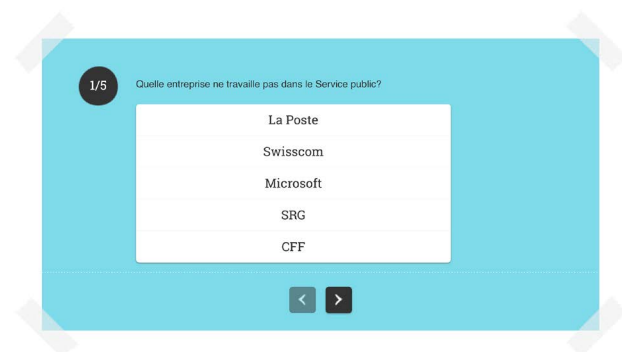 1/5
Quelle entreprise ne travaille pas dans le Service public?
La Poste
Swisscom
Microsoft
SRG
CFF